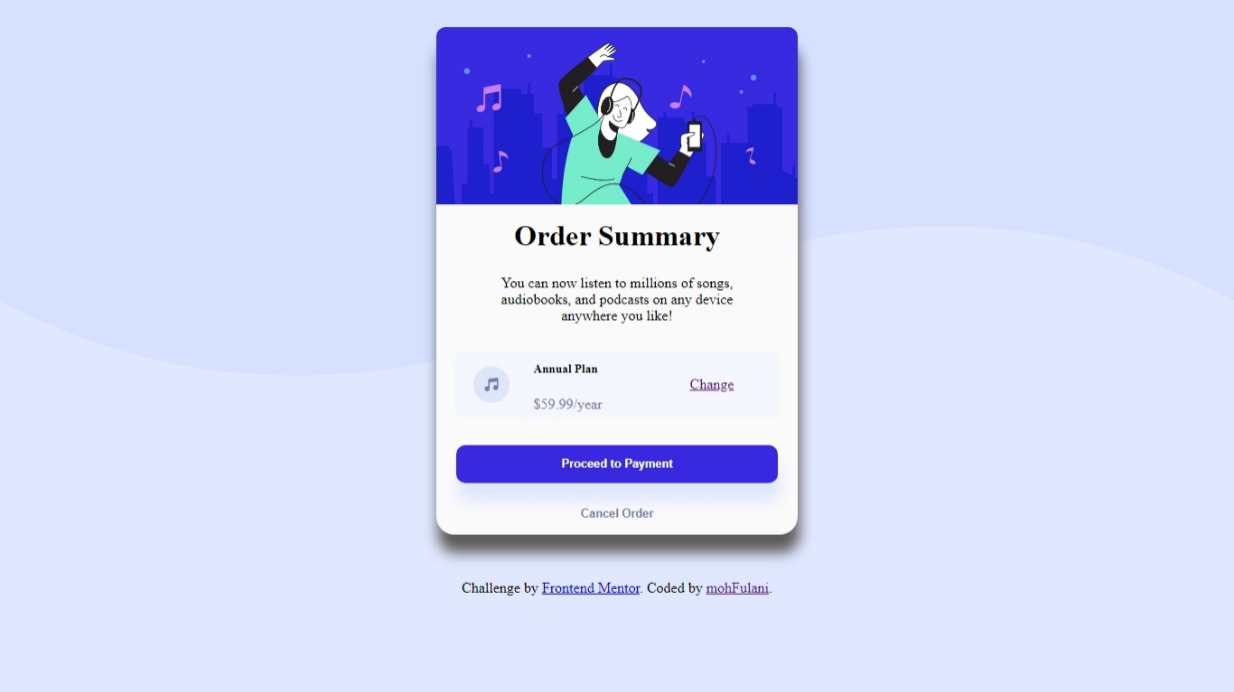 Order Summary
You can now listen to millions of songs,
audiobooks, and podcasts on any device
anywhere you like!
Annual Plan
$59.99/year
Change
Proceed to Payment
Cancel Order
Challenge by Frontend Mentor. Coded by mohFulani.